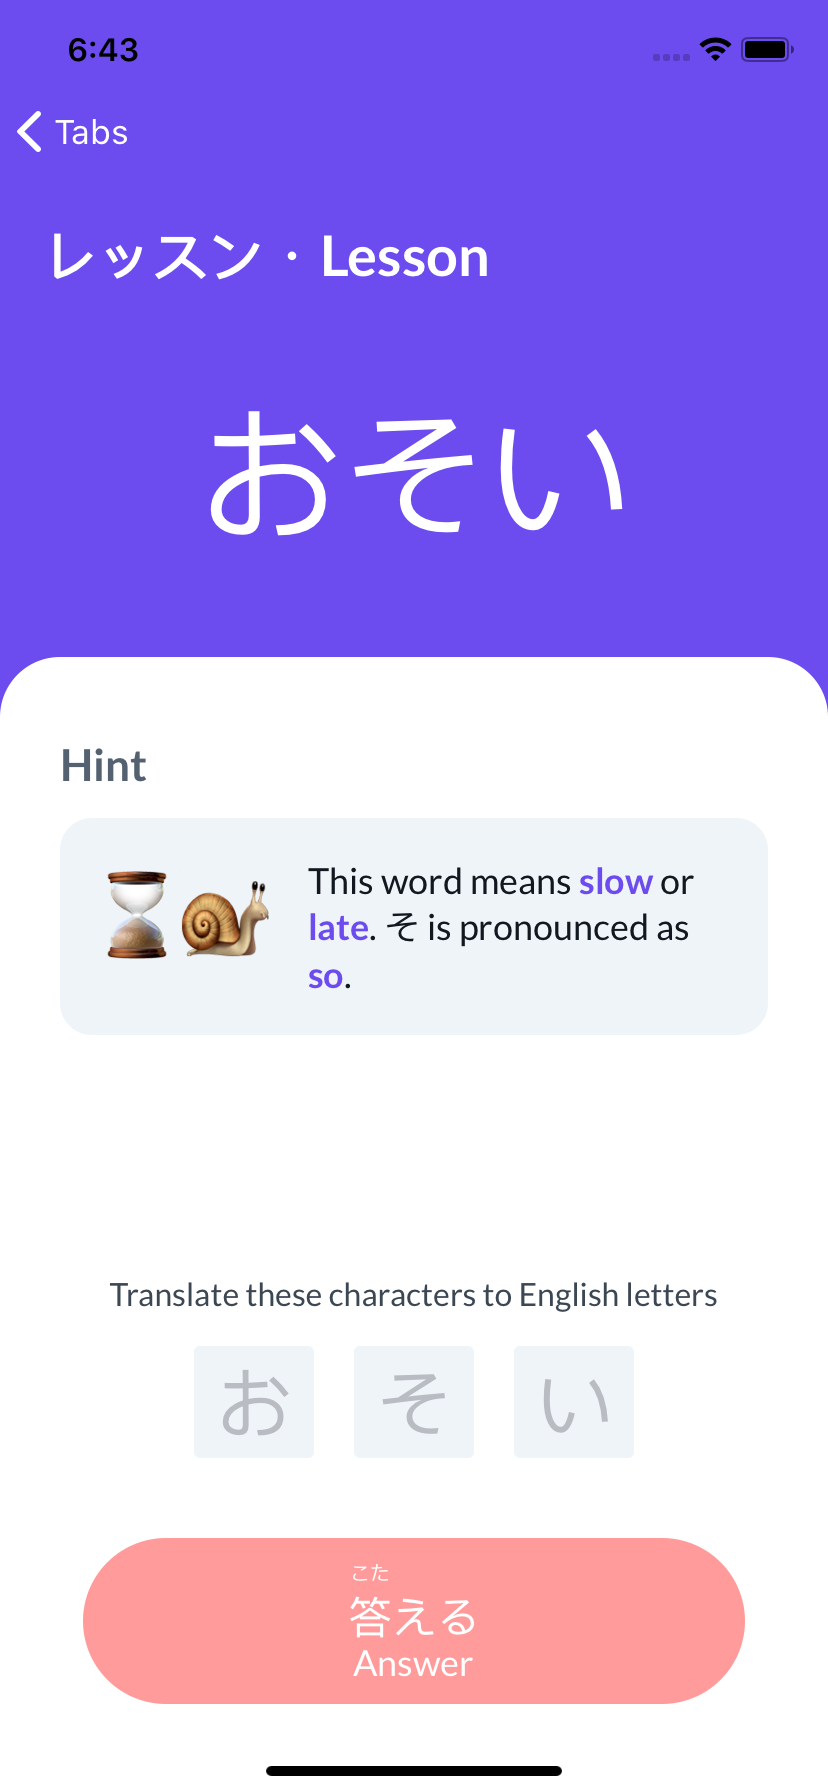 6:43
Tabs
レッスン · Lesson
おそい
Hint
This word means slow or
late. そ is pronounced as
so.
Translate these characters to English letters
お そ い
こた
答える
Answer